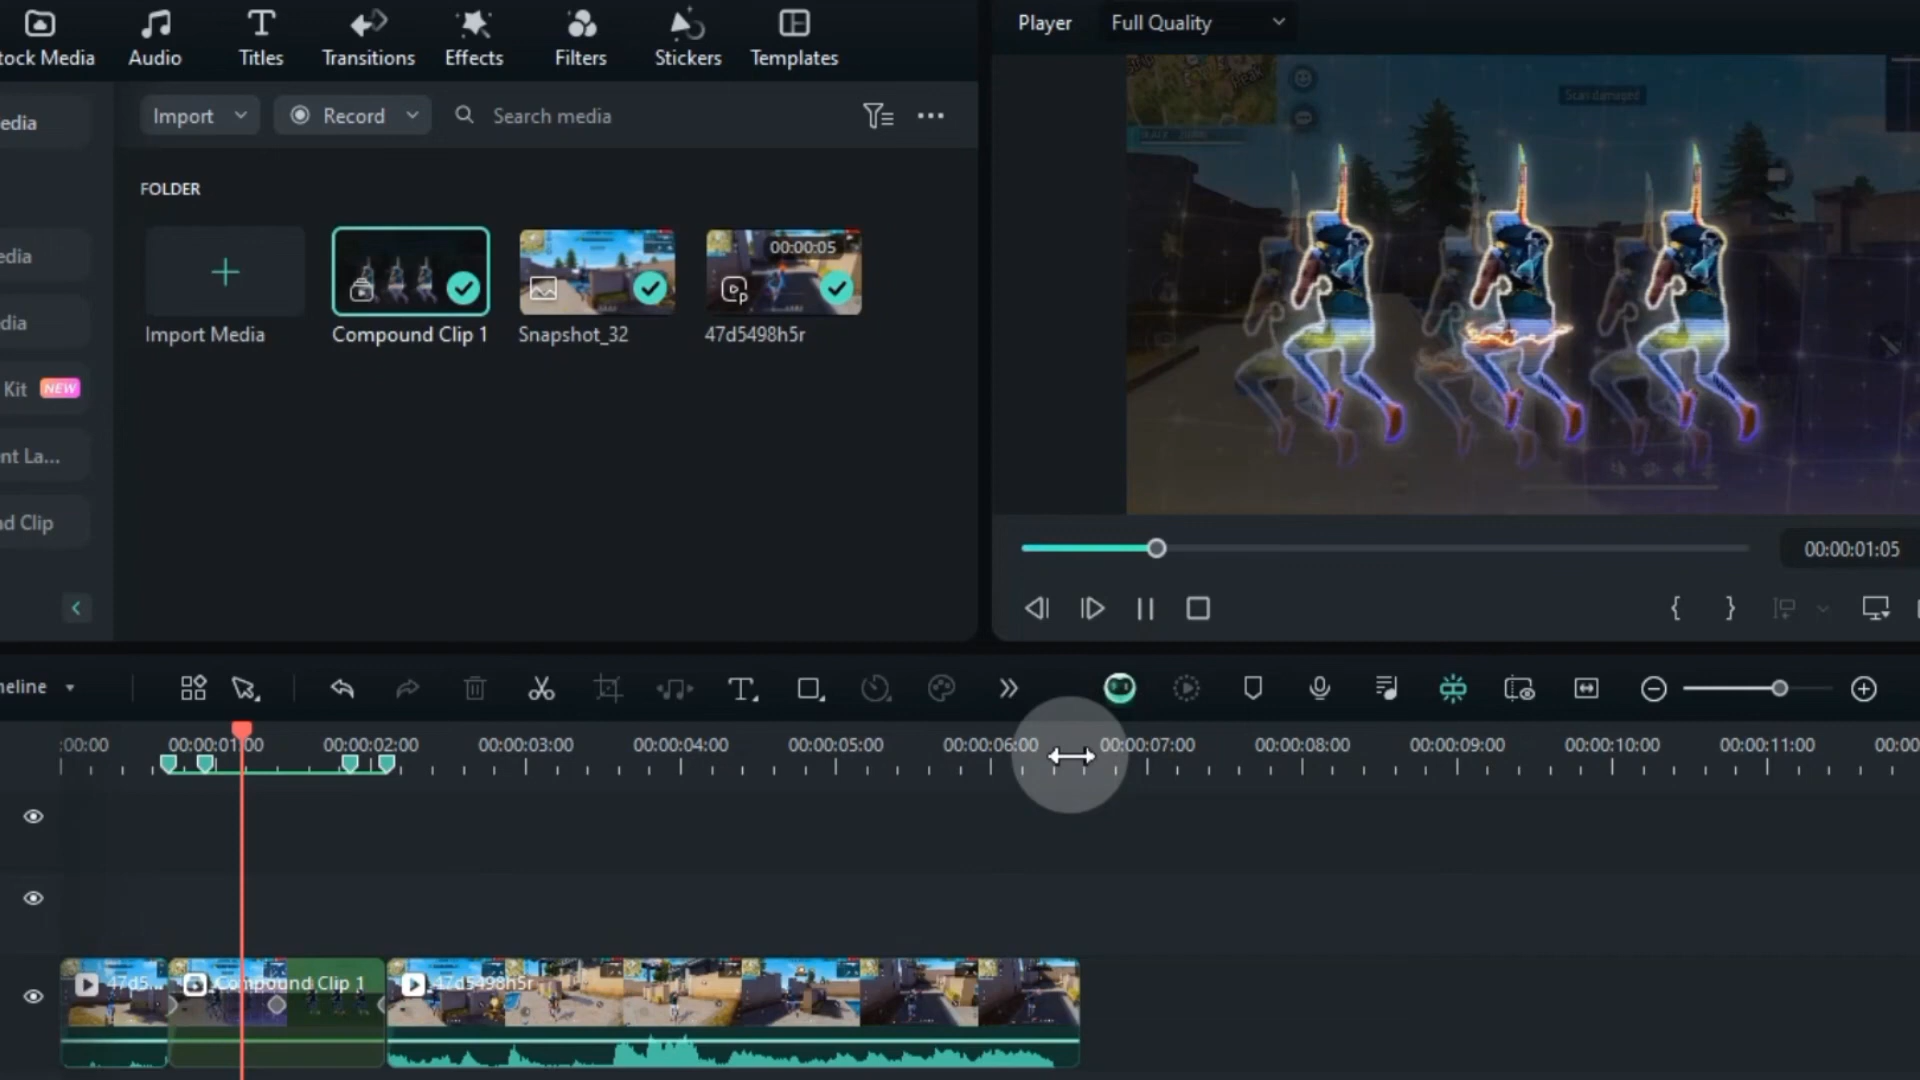 tock Media
Audio
Titles
Transitions
Effects
Filters
Stickers
Templates
Player
Full Quality
edia
Import
Record
Search media
FOLDER
edia
dia
Kit NEW
nt La...
nd Clip
Import Media
Compound Clip 1
Snapshot_32
00:00:05
47d5498h5r
Scan damaged
00:00:01:05
neline
:00:00
00:00:01:00
00:00:02:00
00:00:03:00
00:00:04:00
00:00:05:00
00:00:06:00
00:00:07:00
00:00:08:00
00:00:09:00
00:00:10:00
00:00:11:00
00:00
47d5...
Compound Clip 1
47d5498h5r